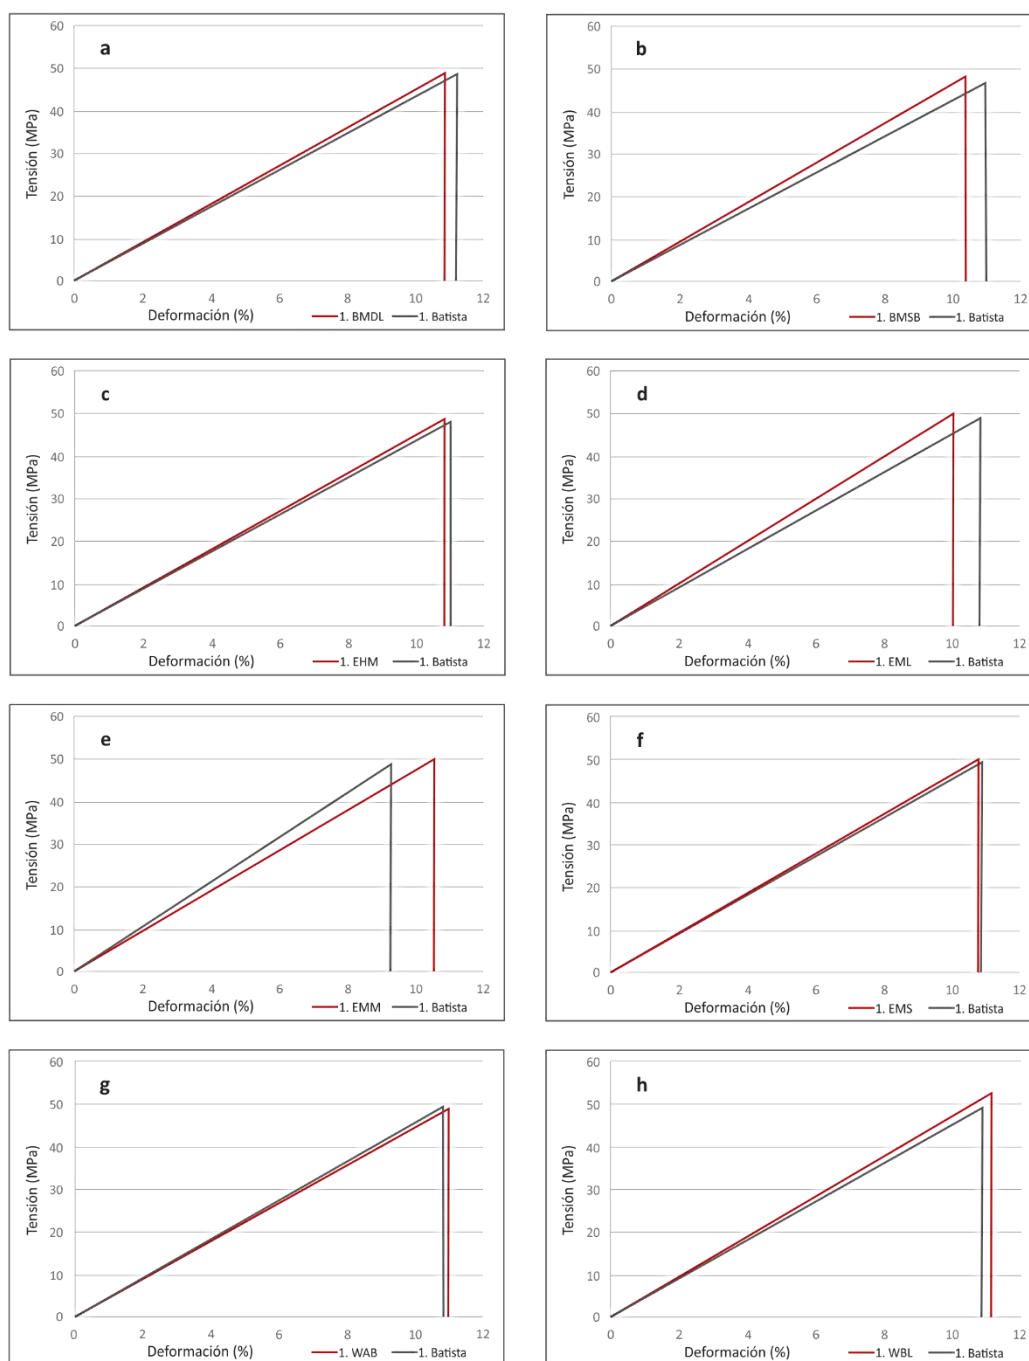 a
Tensión (MPa)
60
50
40
30
20
10
0
0 2 4 6 8 10 12
Deformación (%)
1. BMDL 1. Batista
b
Tensión (MPa)
60
50
40
30
20
10
0
0 2 4 6 8 10 12
Deformación (%)
1. BMSB 1. Batista
c
Tensión (MPa)
60
50
40
30
20
10
0
0 2 4 6 8 10 12
Deformación (%)
1. EHM 1. Batista
d
Tensión (MPa)
60
50
40
30
20
10
0
0 2 4 6 8 10 12
Deformación (%)
1. EML 1. Batista
e
Tensión (MPa)
60
50
40
30
20
10
0
0 2 4 6 8 10 12
Deformación (%)
1. EMM 1. Batista
f
Tensión (MPa)
60
50
40
30
20
10
0
0 2 4 6 8 10 12
Deformación (%)
1. EMS 1. Batista
g
Tensión (MPa)
60
50
40
30
20
10
0
0 2 4 6 8 10 12
Deformación (%)
1. WAB 1. Batista
h
Tensión (MPa)
60
50
40
30
20
10
0
0 2 4 6 8 10 12
Deformación (%)
1. WBL 1. Batista